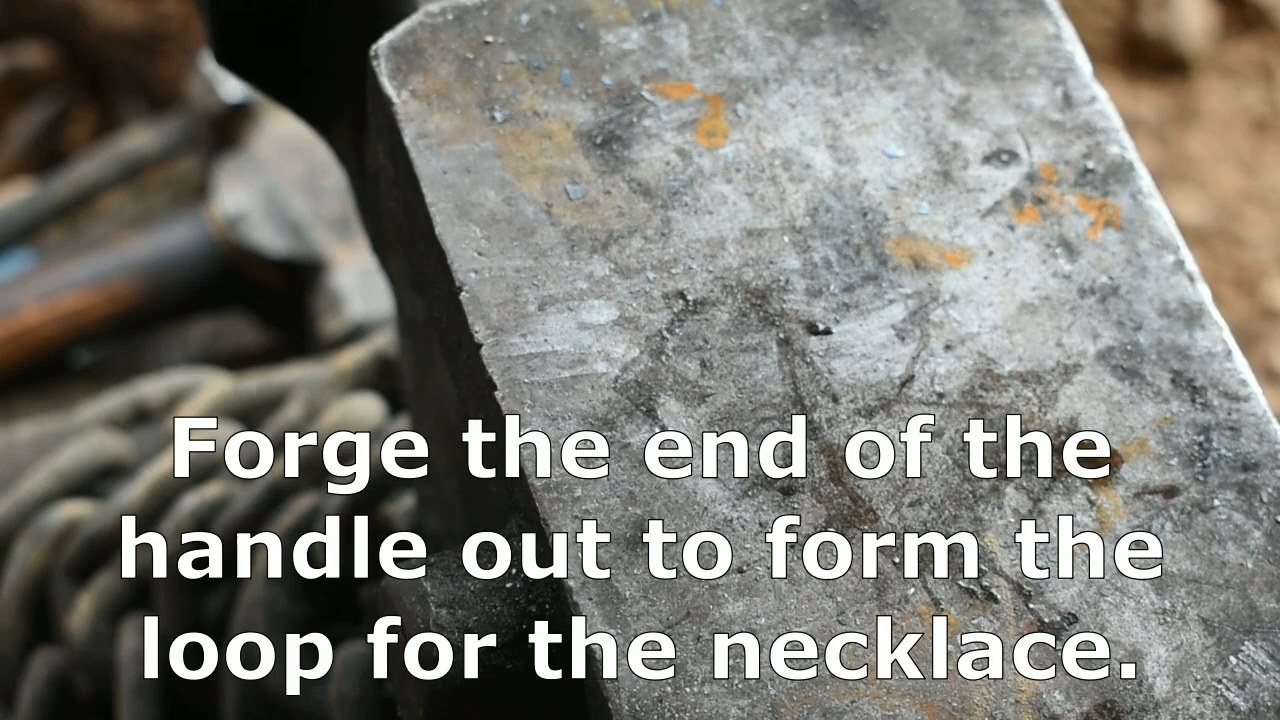 Forge the end of the
handle out to form the
loop for the necklace.